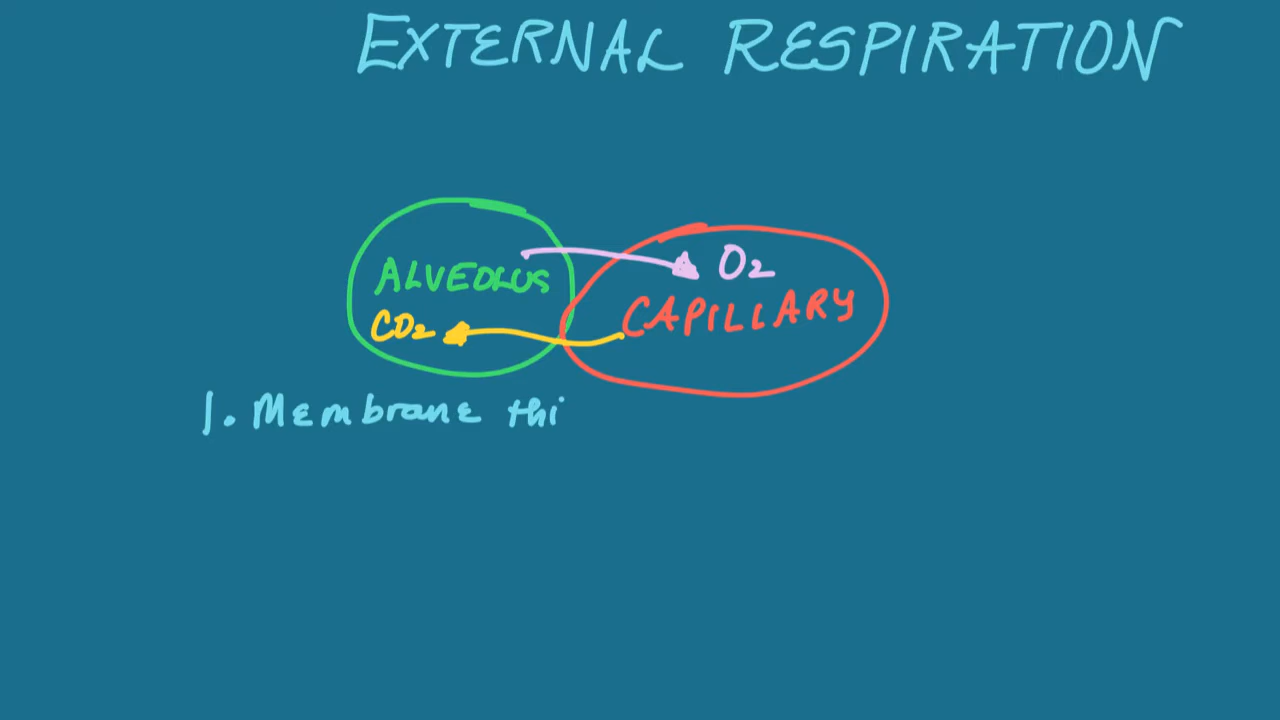 EXTERNAL RESPIRATION
ALVEOLUS
O2
CAPILLARY
CO2
1. Membrane thi